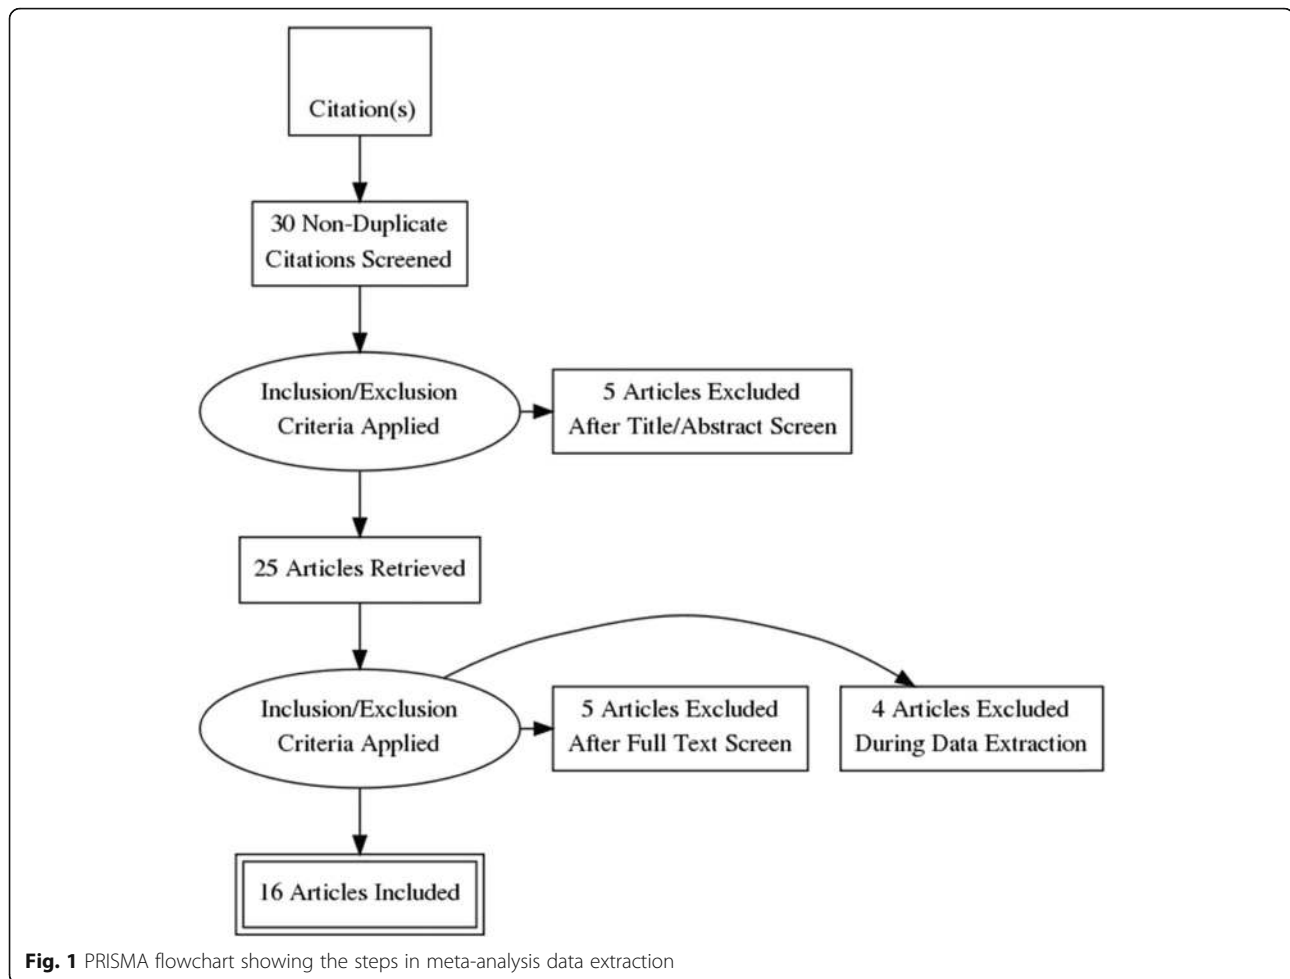 Citation(s)
30 Non-Duplicate
Citations Screened
Inclusion/Exclusion
Criteria Applied
5 Articles Excluded
After Title/Abstract Screen
25 Articles Retrieved
Inclusion/Exclusion
Criteria Applied
5 Articles Excluded
After Full Text Screen
4 Articles Excluded
During Data Extraction
16 Articles Included
Fig. 1 PRISMA flowchart showing the steps in meta-analysis data extraction